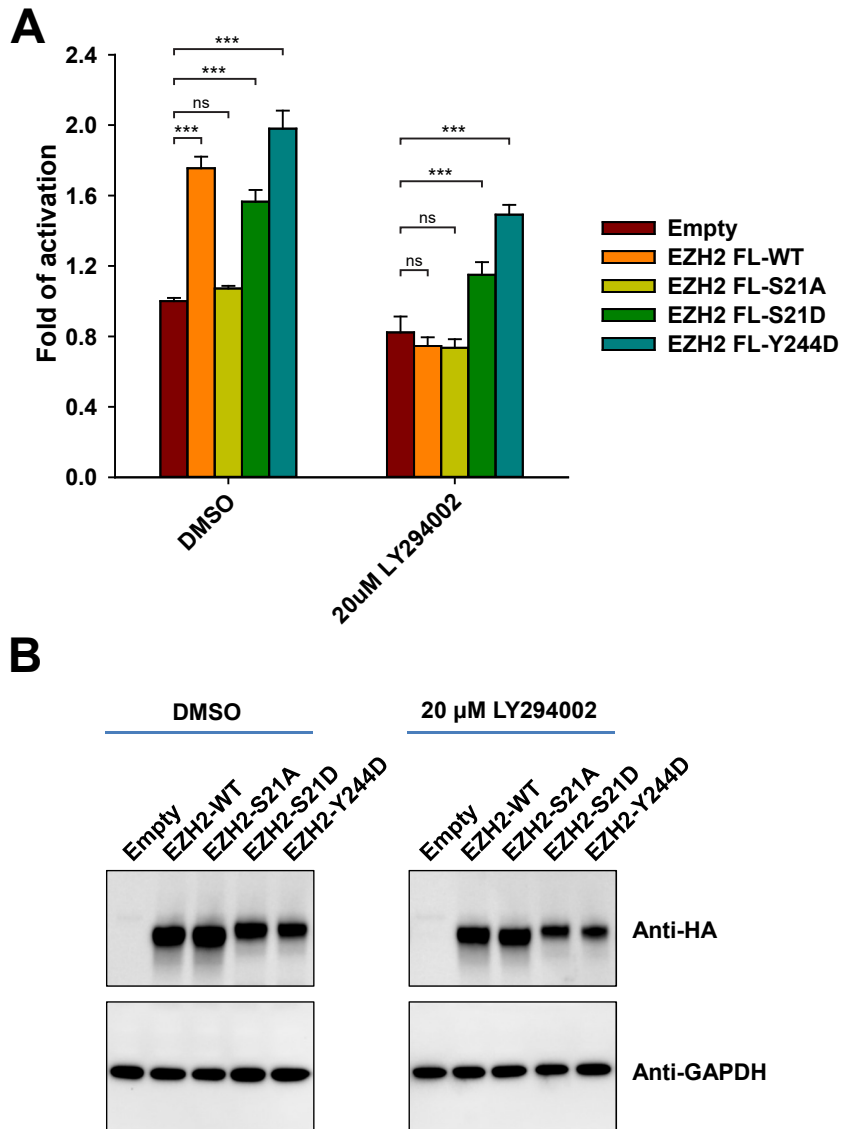 A
2.4
2.0
1.6
1.2
0.8
0.4
0.0
Fold of activation
***
***
ns
***
***
***
ns
ns
DMSO
20uM LY294002
Empty
EZH2 FL-WT
EZH2 FL-S21A
EZH2 FL-S21D
EZH2 FL-Y244D
B
DMSO
20 µM LY294002
Empty
EZH2-WT
EZH2-S21A
EZH2-S21D
EZH2-Y244D
Empty
EZH2-WT
EZH2-S21A
EZH2-S21D
EZH2-Y244D
Anti-HA
Anti-GAPDH